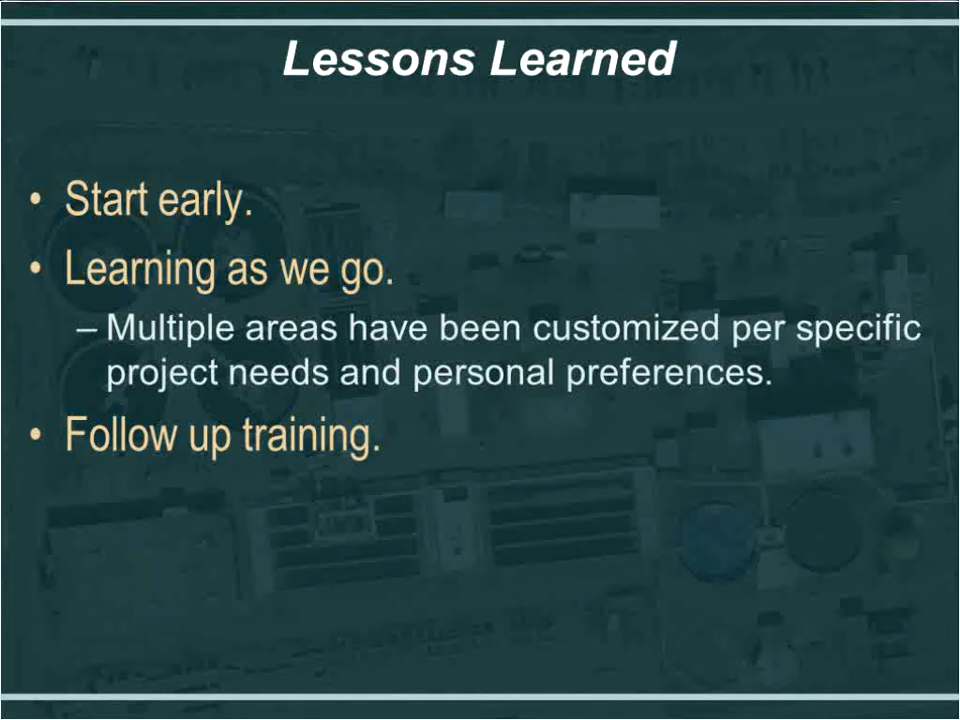 Lessons Learned
• Start early.
• Learning as we go.
– Multiple areas have been customized per specific
project needs and personal preferences.
• Follow up training.